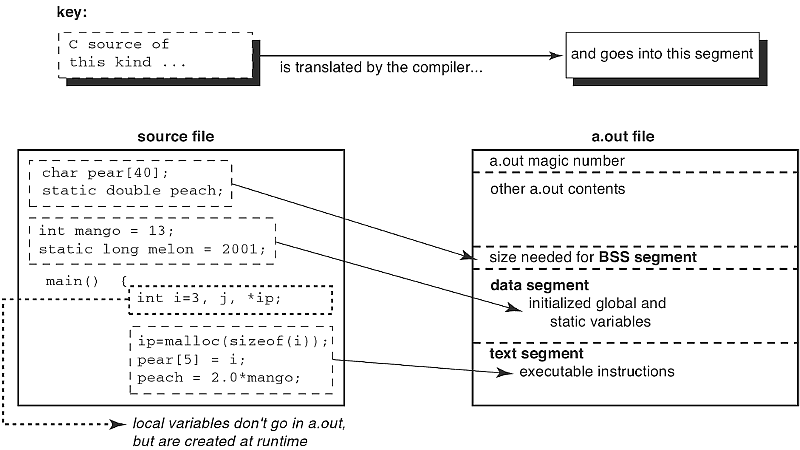 key:
C source of
this kind ...
is translated by the compiler...
and goes into this segment
source file
char pear[40];
static double peach;
int mango = 13;
static long melon = 2001;
main() {
int i=3, j, *ip;
ip=malloc(sizeof(i));
pear[5] = i;
peach = 2.0*mango;
local variables don't go in a.out,
but are created at runtime
a.out file
a.out magic number
other a.out contents
size needed for BSS segment
data segment
initialized global and
static variables
text segment
executable instructions